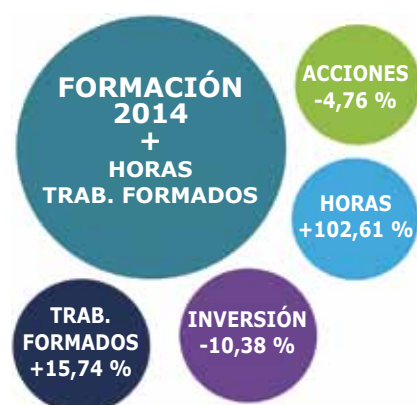 FORMACIÓN
2014
+
HORAS
TRAB. FORMADOS
ACCIONES
-4,76 %
HORAS
+102,61 %
TRAB.
FORMADOS
+15,74 %
INVERSIÓN
-10,38 %